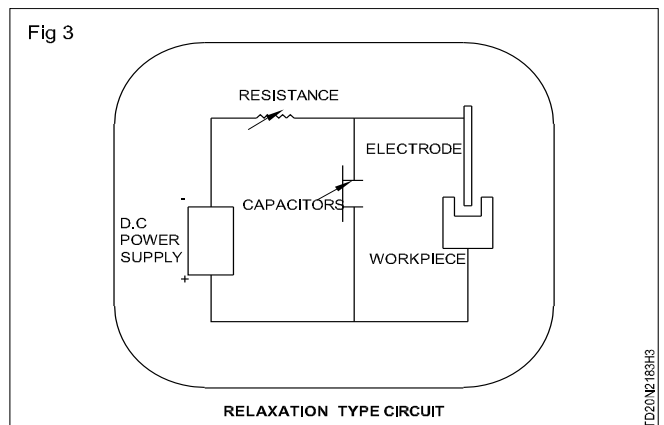 Fig 3
RESISTANCE
ELECTRODE
CAPACITORS
-
D.C
POWER
SUPPLY
+
WORKPIECE
RELAXATION TYPE CIRCUIT
TD20N2183H3